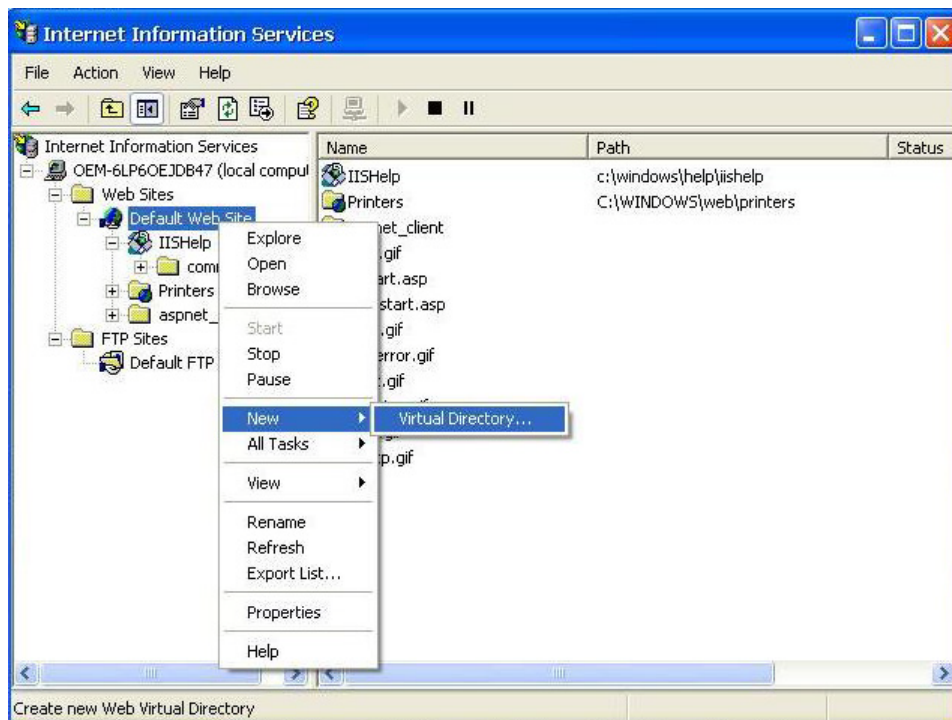 Internet Information Services
File Action View Help
Internet Information Services
OEM-6LP6OEJDB47 (local compul
Web Sites
Default Web Site
IISHelp
com
Printers
aspnet_
FTP Sites
Default FTP
Name Path Status
IISHelp c:\windows\help\iishelp
Printers C:\WINDOWS\web\printers
net_client
.gif
art.asp
start.asp
.gif
error.gif
.gif
p.gif
Explore
Open
Browse
Start
Stop
Pause
New
Virtual Directory...
All Tasks
View
Rename
Refresh
Export List...
Properties
Help
Create new Web Virtual Directory